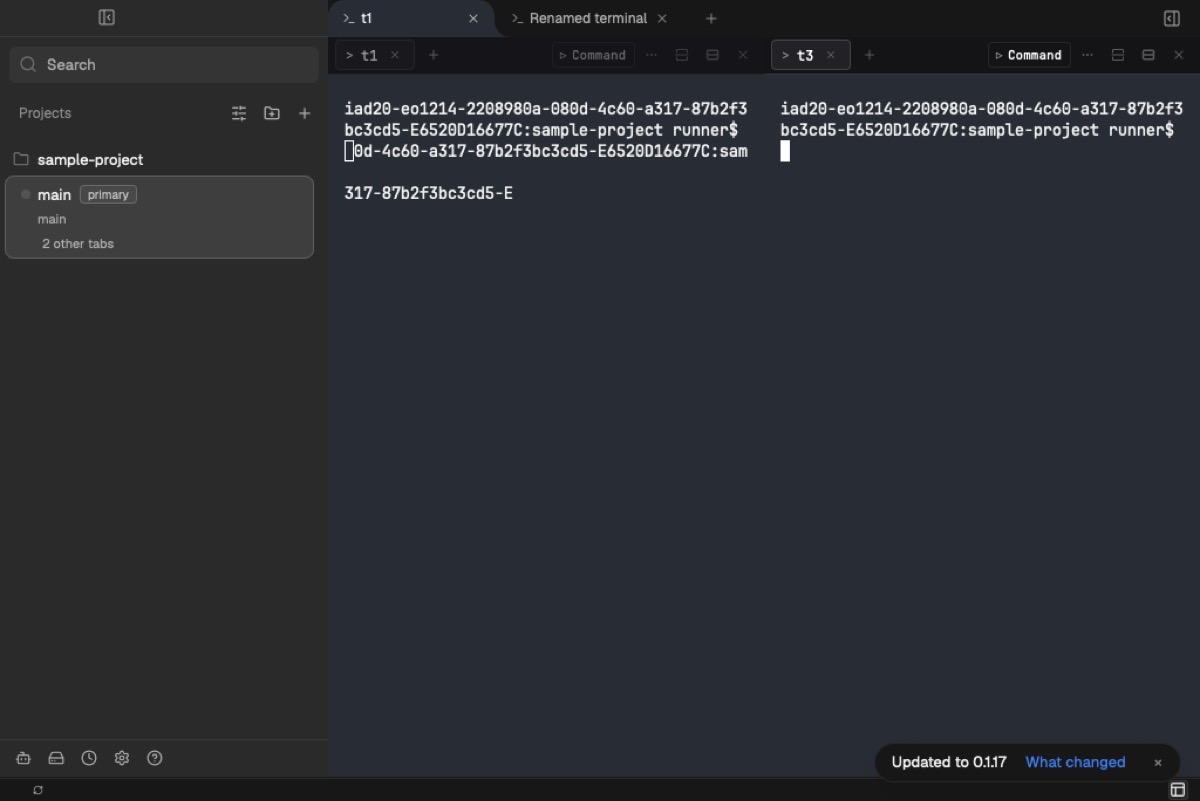 t1
Renamed terminal
Search
Projects
sample-project
main primary
main
2 other tabs
> t1
Command
iad20-eo1214-2208980a-080d-4c60-a317-87b2f3
bc3cd5-E6520D16677C:sample-project runner$
0d-4c60-a317-87b2f3bc3cd5-E6520D16677C:sam
317-87b2f3bc3cd5-E
> t3
Command
iad20-eo1214-2208980a-080d-4c60-a317-87b2f3
bc3cd5-E6520D16677C:sample-project runner$
Updated to 0.1.17 What changed